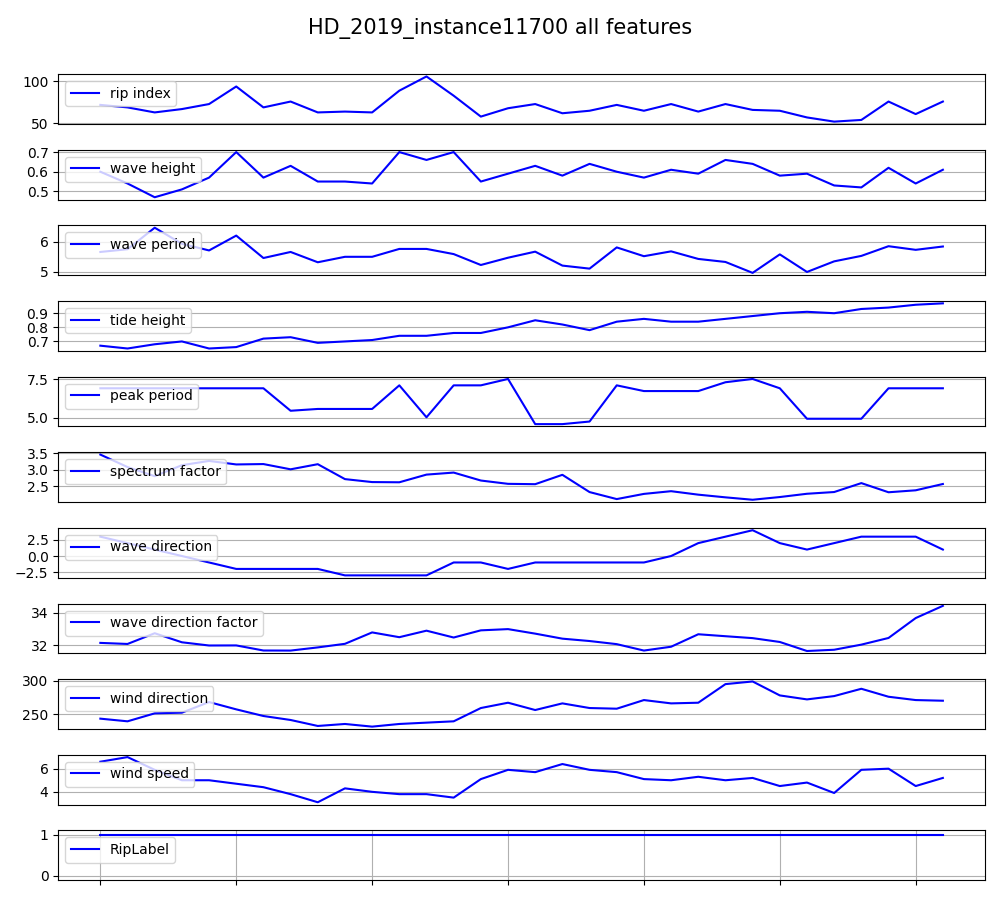 HD_2019_instance11700 all features
100
50
rip index
0.7
0.6
0.5
wave height
6
5
wave period
0.9
0.8
0.7
tide height
7.5
5.0
peak period
3.5
3.0
2.5
spectrum factor
2.5
0.0
−2.5
wave direction
34
32
wave direction factor
300
250
wind direction
6
4
wind speed
1
0
RipLabel